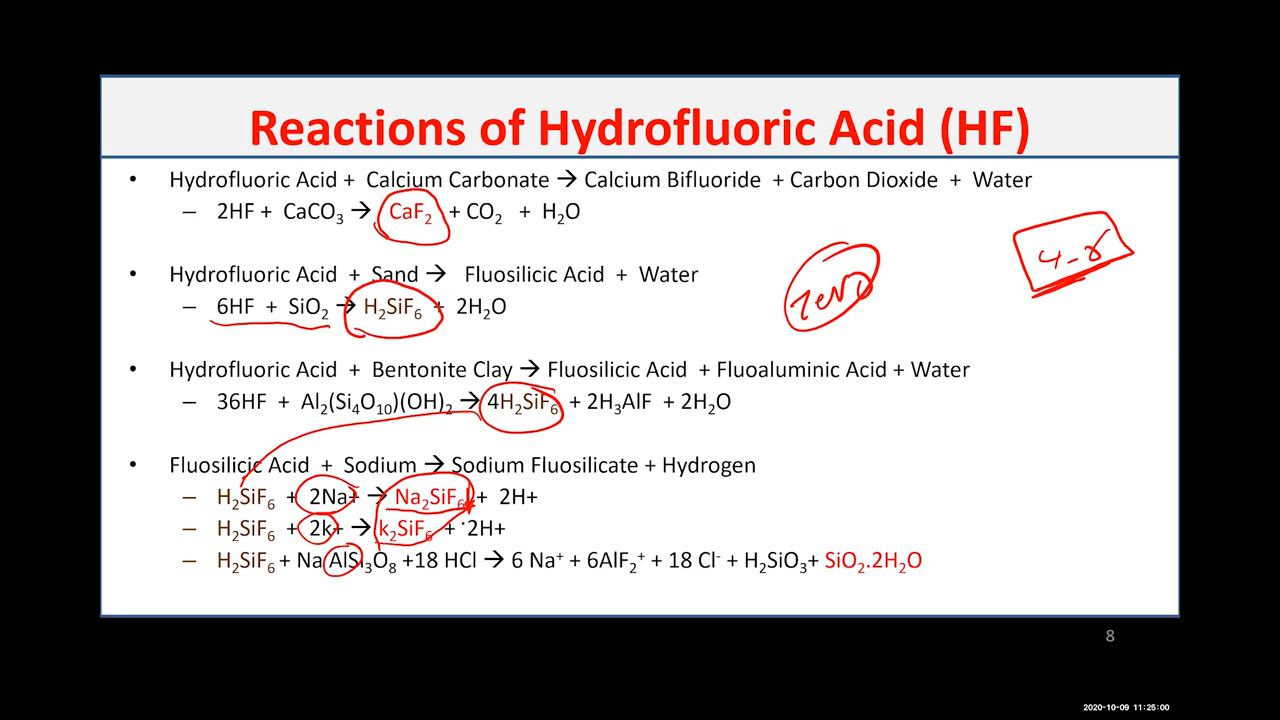 Reactions of Hydrofluoric Acid (HF)
• Hydrofluoric Acid + Calcium Carbonate → Calcium Bifluoride + Carbon Dioxide + Water
– 2HF + CaCO₃ → CaF₂ + CO₂ + H₂O
• Hydrofluoric Acid + Sand → Fluosilicic Acid + Water
– 6HF + SiO₂ → H₂SiF₆ + 2H₂O
zero
4-8
• Hydrofluoric Acid + Bentonite Clay → Fluosilicic Acid + Fluoaluminic Acid + Water
– 36HF + Al₂(Si₄O₁₀)(OH)₂ → 4H₂SiF₆ + 2H₃AlF + 2H₂O
• Fluosilicic Acid + Sodium → Sodium Fluosilicate + Hydrogen
– H₂SiF₆ + 2Na+ → Na₂SiF₆ + 2H+
– H₂SiF₆ + 2k+ → k₂SiF₆ + 2H+
– H₂SiF₆ + Na AlSi₃O₈ +18 HCl → 6 Na⁺ + 6AlF₂⁺ + 18 Cl⁻ + H₂SiO₃+ SiO₂.2H₂O
8
2020-10-09 11:25:00